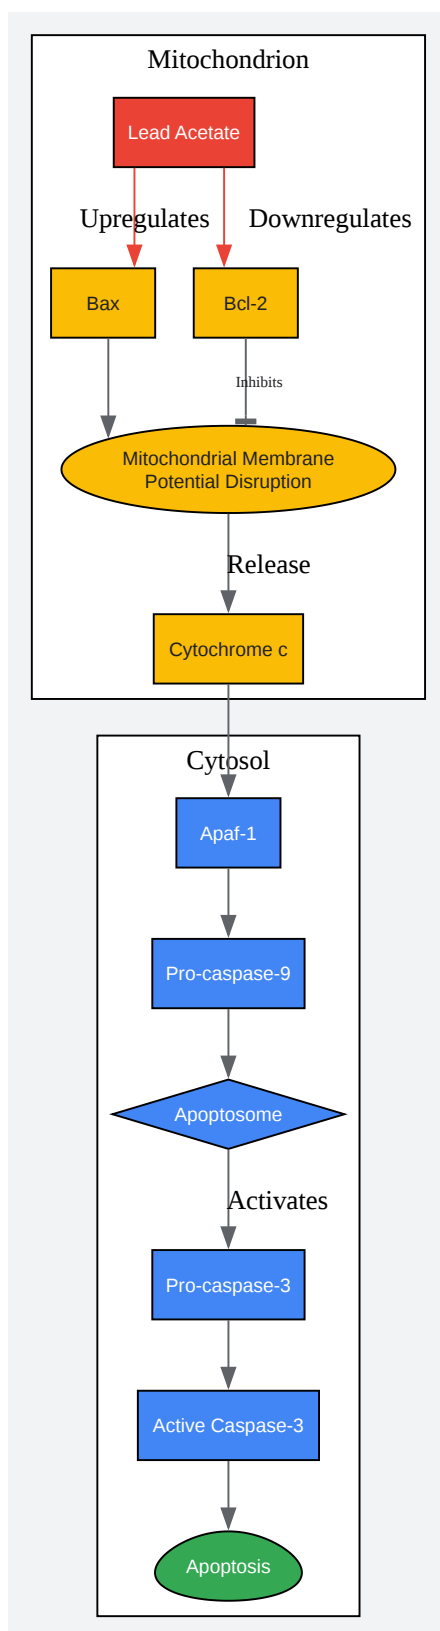 Mitochondrion
Lead Acetate
Upregulates
Downregulates
Bax
Bcl-2
Inhibits
Mitochondrial Membrane
Potential Disruption
Release
Cytochrome c
Cytosol
Apaf-1
Pro-caspase-9
Apoptosome
Activates
Pro-caspase-3
Active Caspase-3
Apoptosis